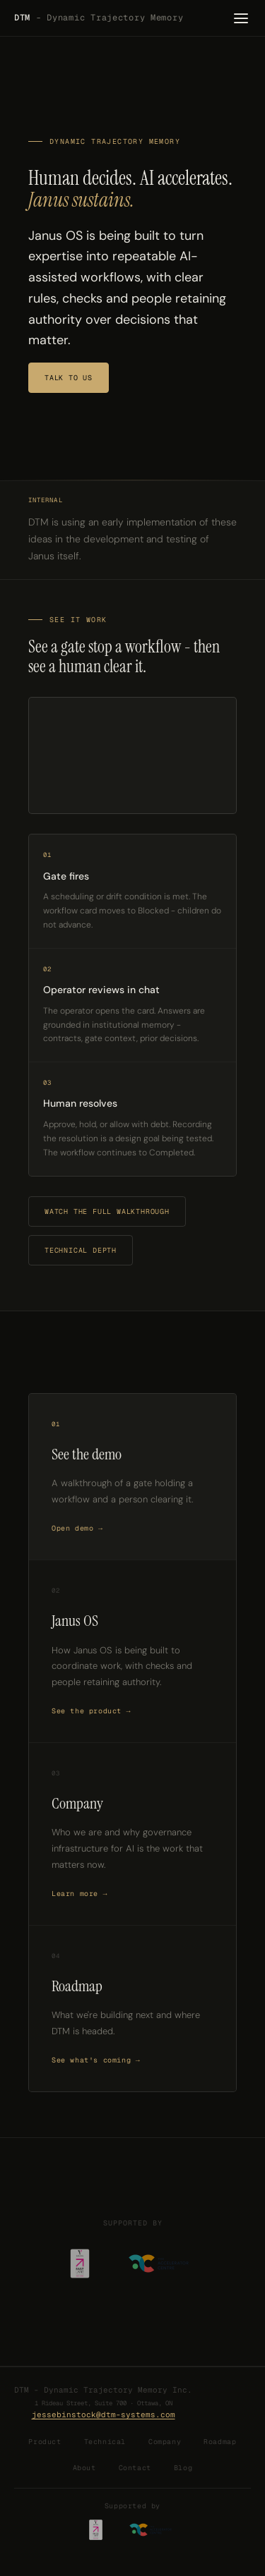 DTM - Dynamic Trajectory Memory
DYNAMIC TRAJECTORY MEMORY
Human decides. AI accelerates.
Janus sustains.
Janus OS is being built to turn
expertise into repeatable AI-
assisted workflows, with clear
rules, checks and people retaining
authority over decisions that
matter.
TALK TO US
INTERNAL
DTM is using an early implementation of these
ideas in the development and testing of
Janus itself.
SEE IT WORK
See a gate stop a workflow - then
see a human clear it.
01
Gate fires
A scheduling or drift condition is met. The
workflow card moves to Blocked - children do
not advance.
02
Operator reviews in chat
The operator opens the card. Answers are
grounded in institutional memory -
contracts, gate context, prior decisions.
03
Human resolves
Approve, hold, or allow with debt. Recording
the resolution is a design goal being tested.
The workflow continues to Completed.
WATCH THE FULL WALKTHROUGH
TECHNICAL DEPTH
01
See the demo
A walkthrough of a gate holding a
workflow and a person clearing it.
Open demo →
02
Janus OS
How Janus OS is being built to
coordinate work, with checks and
people retaining authority.
See the product →
03
Company
Who we are and why governance
infrastructure for AI is the work that
matters now.
Learn more →
04
Roadmap
What we're building next and where
DTM is headed.
See what's coming →
SUPPORTED BY
DTM - Dynamic Trajectory Memory Inc.
1 Rideau Street, Suite 700 · Ottawa, ON
jessebinstock@dtm-systems.com
Product Technical Company Roadmap
About Contact Blog
Supported by